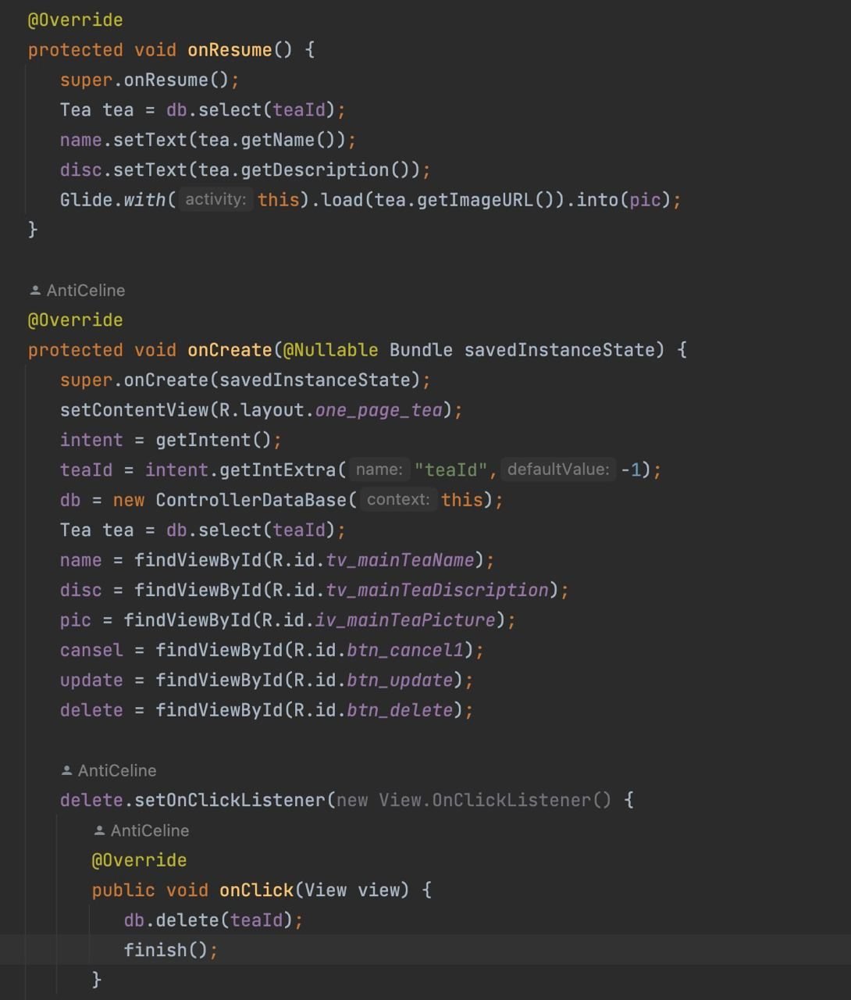 @Override
protected void onResume() {
super.onResume();
Tea tea = db.select(teaId);
name.setText(tea.getName());
disc.setText(tea.getDescription());
Glide.with( activity: this).load(tea.getImageURL()).into(pic);
}
AntiCeline
@Override
protected void onCreate(@Nullable Bundle savedInstanceState) {
super.onCreate(savedInstanceState);
setContentView(R.layout.one_page_tea);
intent = getIntent();
teaId = intent.getIntExtra( name: "teaId", defaultValue: -1);
db = new ControllerDataBase( context: this);
Tea tea = db.select(teaId);
name = findViewById(R.id.tv_mainTeaName);
disc = findViewById(R.id.tv_mainTeaDiscription);
pic = findViewById(R.id.iv_mainTeaPicture);
cansel = findViewById(R.id.btn_cancel1);
update = findViewById(R.id.btn_update);
delete = findViewById(R.id.btn_delete);
AntiCeline
delete.setOnClickListener(new View.OnClickListener() {
AntiCeline
@Override
public void onClick(View view) {
db.delete(teaId);
finish();
}